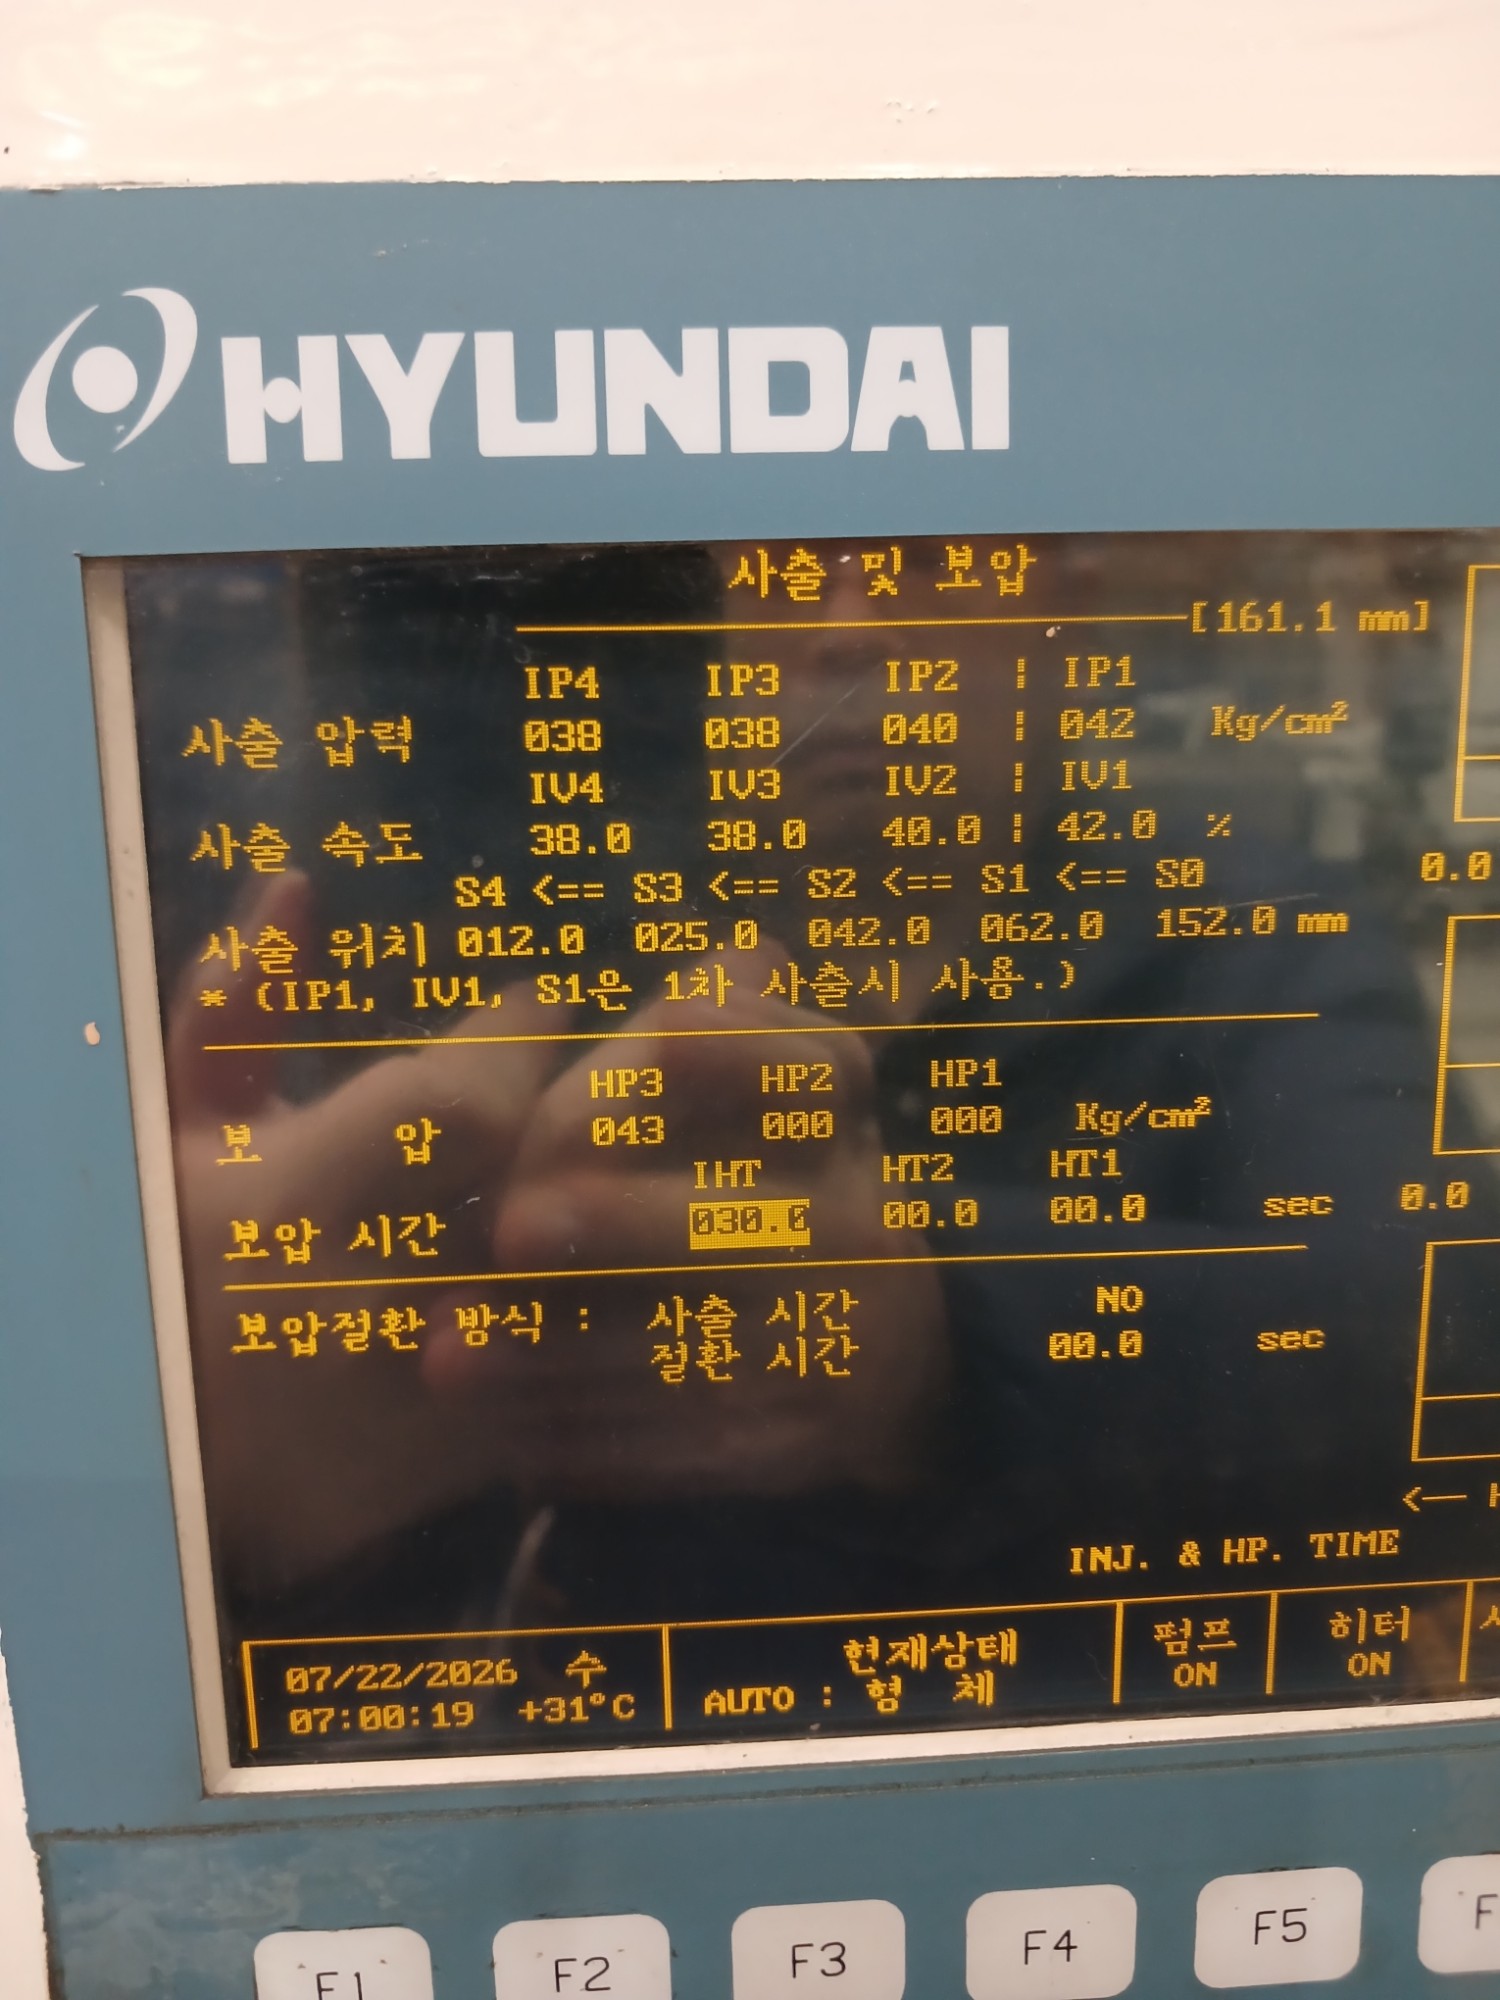 HYUNDAI
사출 및 보압
[161.1 mm]
IP4 IP3 IP2 : IP1
사출 압력 038 038 040 : 042 Kg/cm²
IV4 IV3 IV2 : IV1
사출 속도 38.0 38.0 40.0 : 42.0 %
S4 <== S3 <== S2 <== S1 <== S0
0.0
사출 위치 012.0 025.0 042.0 062.0 152.0 mm
* (IP1, IV1, S1은 1차 사출시 사용.)
HP3 HP2 HP1
보 압 043 000 000 Kg/cm²
IHT HT2 HT1
보압 시간 030.0 00.0 00.0 sec 0.0
보압절환 방식 : 사출 시간 NO
절환 시간 00.0 sec
<— H
INJ. & HP. TIME
07/22/2026 수 현재상태 펌프 히터
07:00:19 +31°C AUTO : 형 체 ON ON
F1 F2 F3 F4 F5 F